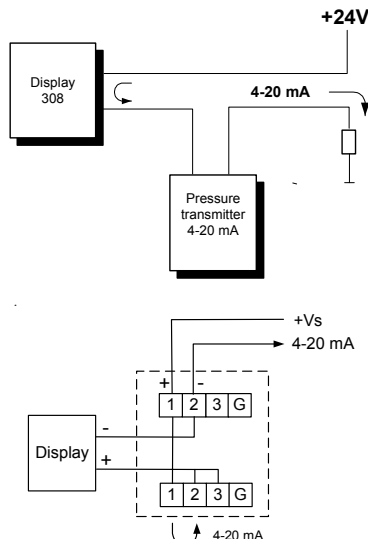 +24V
Display
308
4-20 mA
Pressure
transmitter
4-20 mA
+Vs
4-20 mA
+ -
1 2 3 G
-
Display
+
1 2 3 G
4-20 mA